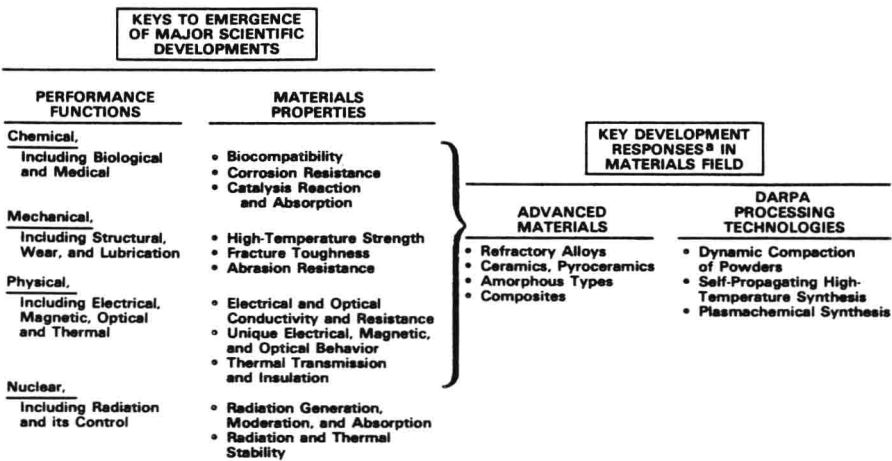 KEYS TO EMERGENCE
OF MAJOR SCIENTIFIC
DEVELOPMENTS
PERFORMANCE
FUNCTIONS
Chemical,
Including Biological
and Medical
Mechanical,
Including Structural,
Wear, and Lubrication
Physical,
Including Electrical,
Magnetic, Optical
and Thermal
Nuclear,
Including Radiation
and its Control
MATERIALS
PROPERTIES
• Biocompatibility
• Corrosion Resistance
• Catalysis Reaction
and Absorption
• High-Temperature Strength
• Fracture Toughness
• Abrasion Resistance
• Electrical and Optical
Conductivity and Resistance
• Unique Electrical, Magnetic,
and Optical Behavior
• Thermal Transmission
and Insulation
• Radiation Generation,
Moderation, and Absorption
• Radiation and Thermal
Stability
KEY DEVELOPMENT
RESPONSESª IN
MATERIALS FIELD
ADVANCED
MATERIALS
• Refractory Alloys
• Ceramics, Pyroceramics
• Amorphous Types
• Composites
DARPA
PROCESSING
TECHNOLOGIES
• Dynamic Compaction
of Powders
• Self-Propagating High-
Temperature Synthesis
• Plasmachemical Synthesis